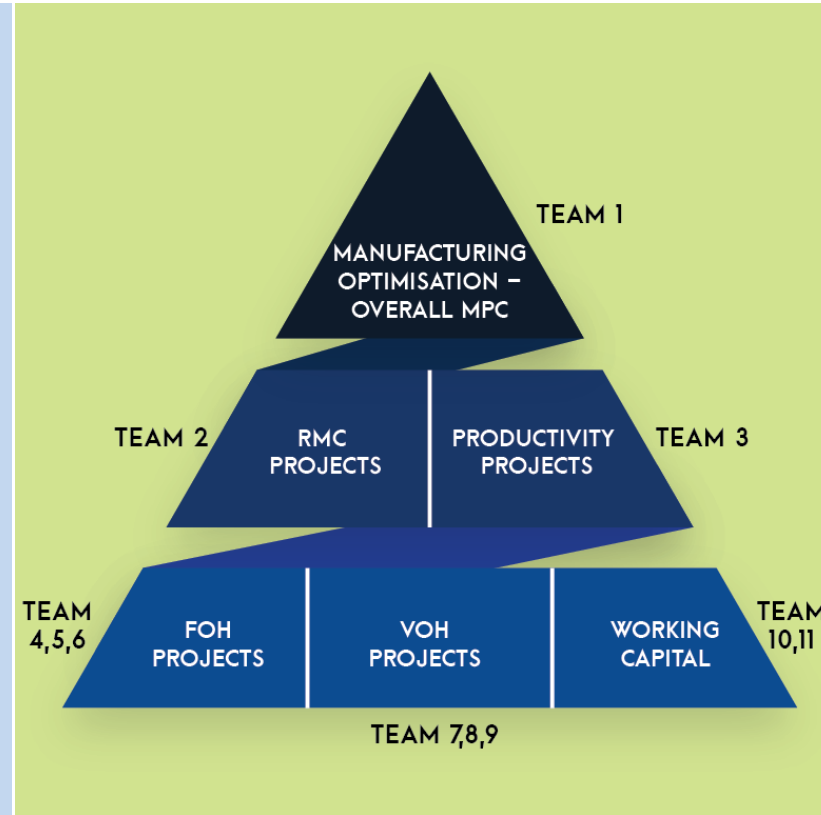 TEAM 1
MANUFACTURING
OPTIMISATION –
OVERALL MPC
TEAM 2
RMC
PROJECTS
PRODUCTIVITY
PROJECTS
TEAM 3
TEAM
4,5,6
FOH
PROJECTS
VOH
PROJECTS
WORKING
CAPITAL
TEAM
10,11
TEAM 7,8,9